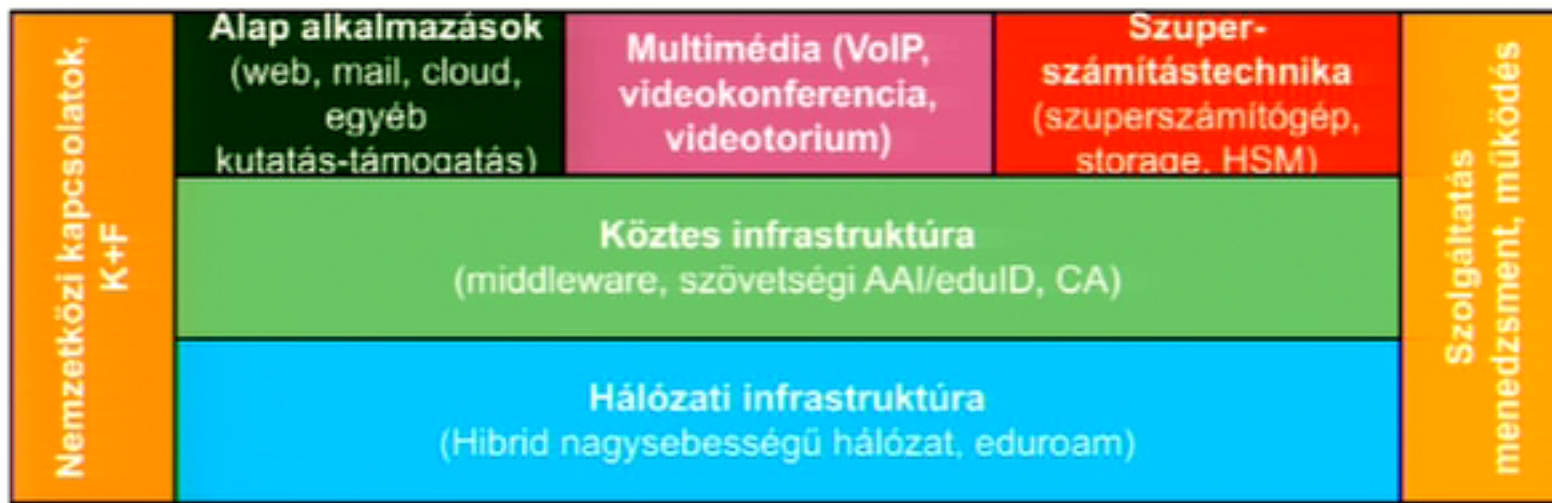 Nemzetközi kapcsolatok,
K+F
Alap alkalmazások
(web, mail, cloud,
egyéb
kutatás-támogatás)
Multimédia (VoIP,
videokonferencia,
videotorium)
Szuper-
számítástechnika
(szuperszámítógép,
storage, HSM)
Köztes infrastruktúra
(middleware, szövetségi AAI/eduID, CA)
Hálózati infrastruktúra
(Hibrid nagysebességű hálózat, eduroam)
Szolgáltatás
menedzsment, működés